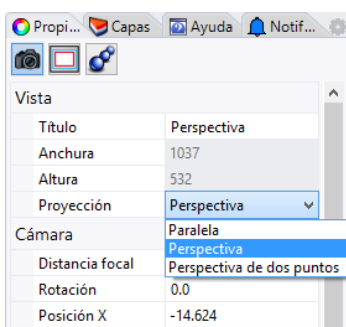 Propi... Capas Ayuda Notif...
Vista
Título Perspectiva
Anchura 1037
Altura 532
Proyección Perspectiva
Cámara Paralela
Perspectiva
Distancia focal Perspectiva de dos puntos
Rotación 0.0
Posición X -14.624